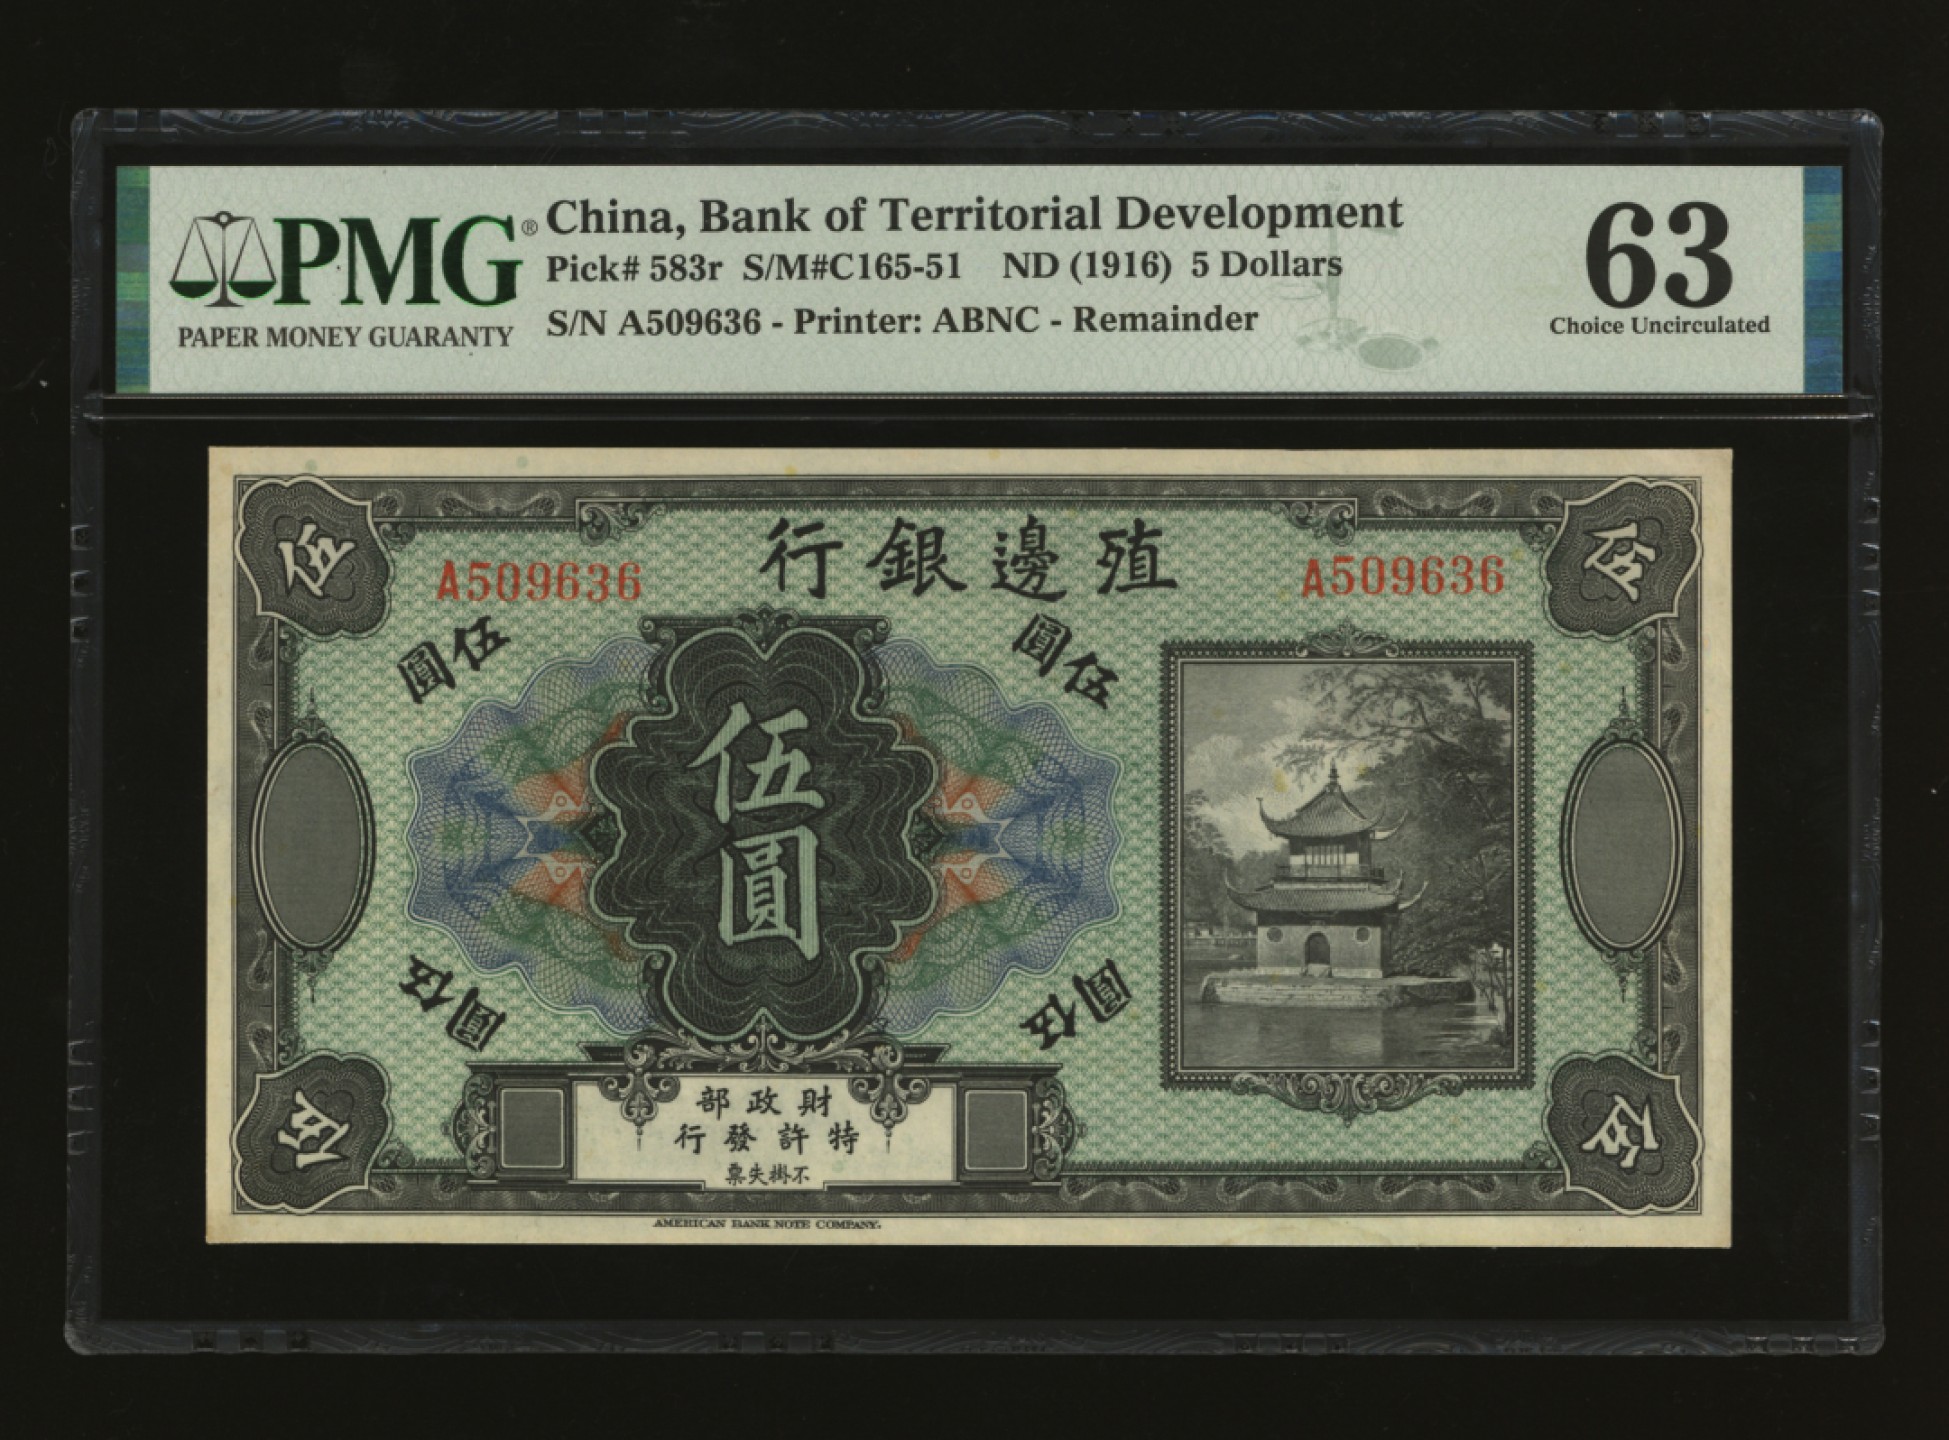 PMG®
PAPER MONEY GUARANTY
China, Bank of Territorial Development
Pick# 583r S/M#C165-51 ND (1916) 5 Dollars
S/N A509636 - Printer: ABNC - Remainder
63
Choice Uncirculated
伍
伍
行銀邊殖
A509636
A509636
圓伍
圓伍
伍圓
伍圓
伍圓
部政財
行發許特
票失掛不
伍
伍
AMERICAN BANK NOTE COMPANY.